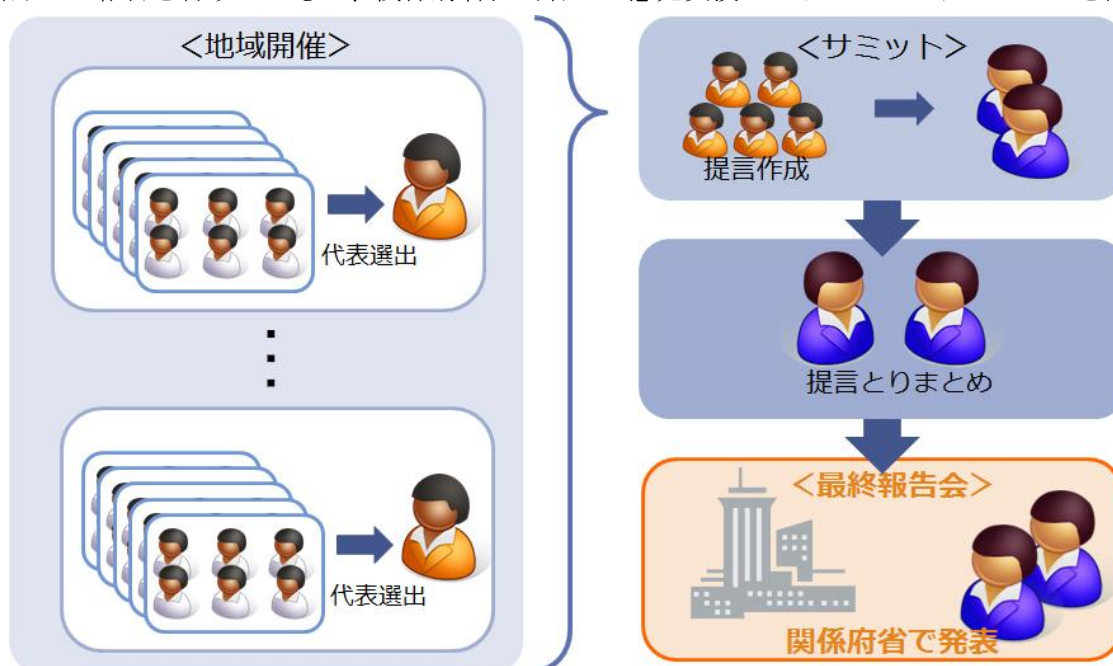 ＜地域開催＞
代表選出
代表選出
＜サミット＞
提言作成
提言とりまとめ
＜最終報告会＞
関係府省で発表